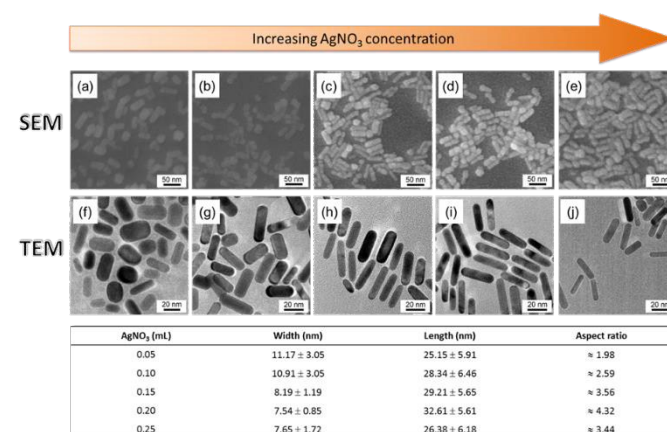 Increasing AgNO₃ concentration
SEM
(a) (b) (c) (d) (e)
50 nm 50 nm 50 nm 50 nm 50 nm
TEM
(f) (g) (h) (i) (j)
20 nm 20 nm 20 nm 20 nm 20 nm
AgNO₃ (mL) Width (nm) Length (nm) Aspect ratio
0.05 11.17 ± 3.05 25.15 ± 5.91 ≈ 1.98
0.10 10.91 ± 3.05 28.34 ± 6.46 ≈ 2.59
0.15 8.19 ± 1.19 29.21 ± 5.65 ≈ 3.56
0.20 7.54 ± 0.85 32.61 ± 5.61 ≈ 4.32
0.25 7.65 ± 1.72 26.38 ± 6.18 ≈ 3.44